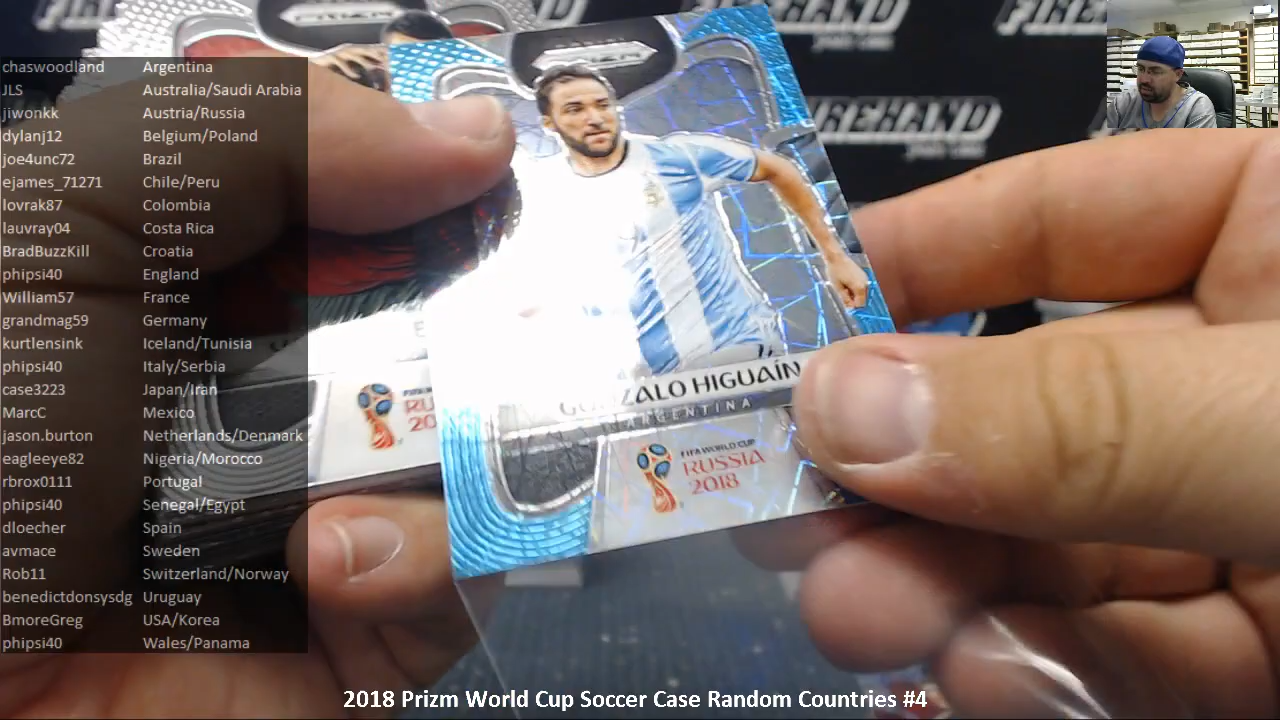 chaswoodland Argentina
JLS Australia/Saudi Arabia
jiwonkk Austria/Russia
dylanj12 Belgium/Poland
joe4unc72 Brazil
ejames_71271 Chile/Peru
lovrak87 Colombia
lauvray04 Costa Rica
BradBuzzKill Croatia
phipsi40 England
William57 France
grandmag59 Germany
kurtlensink Iceland/Tunisia
phipsi40 Italy/Serbia
case3223 Japan/Iran
MarcC Mexico
jason.burton Netherlands/Denmark
eagleeye82 Nigeria/Morocco
rbrox0111 Portugal
phipsi40 Senegal/Egypt
dloecher Spain
avmace Sweden
Rob11 Switzerland/Norway
benedictdonsysdg Uruguay
BmoreGreg USA/Korea
phipsi40 Wales/Panama
FIREHAND
PRIZM
GONZALO HIGUAÍN
ARGENTINA
FIFA WORLD CUP
RUSSIA
2018
RU
20
2018 Prizm World Cup Soccer Case Random Countries #4